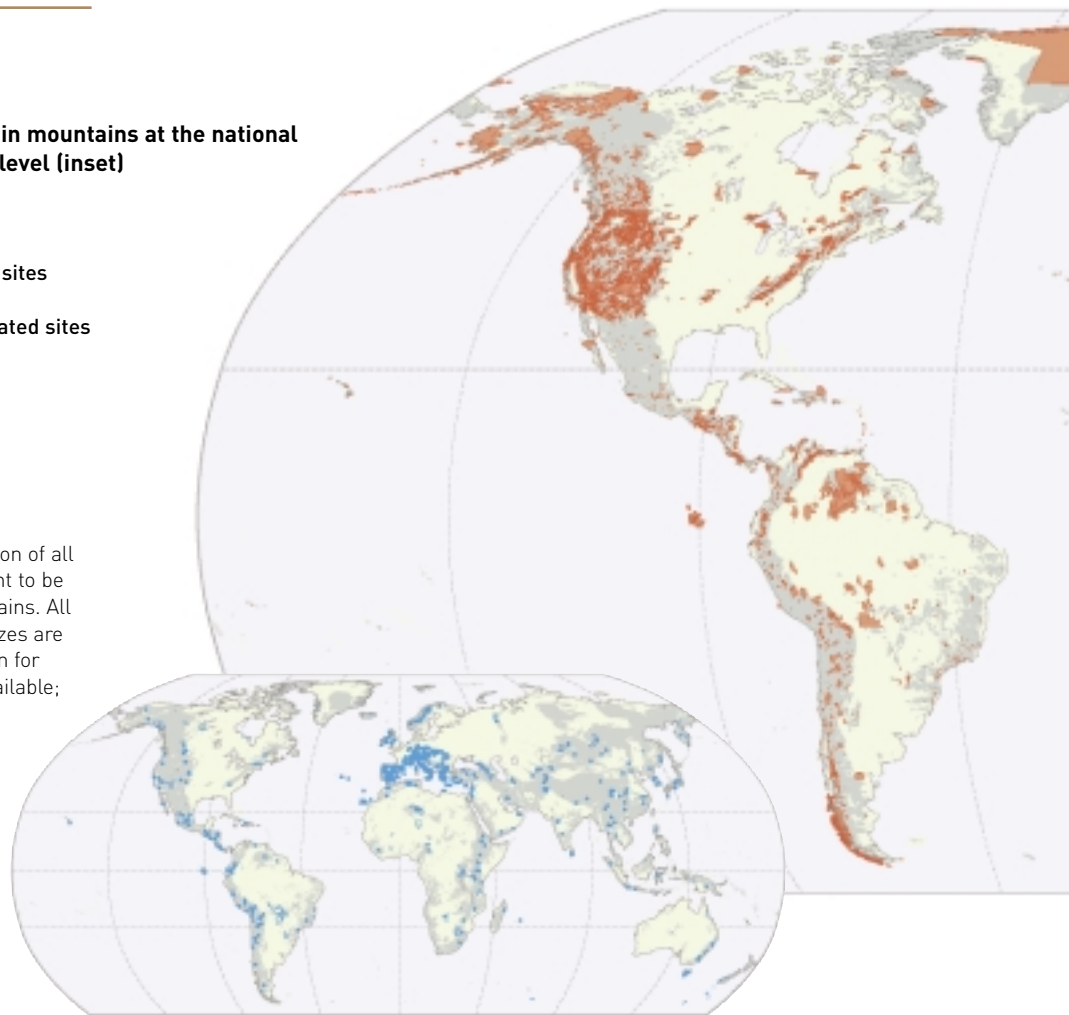 in mountains at the national
level (inset)
sites
ated sites
on of all
nt to be
ains. All
zes are
n for
ailable;